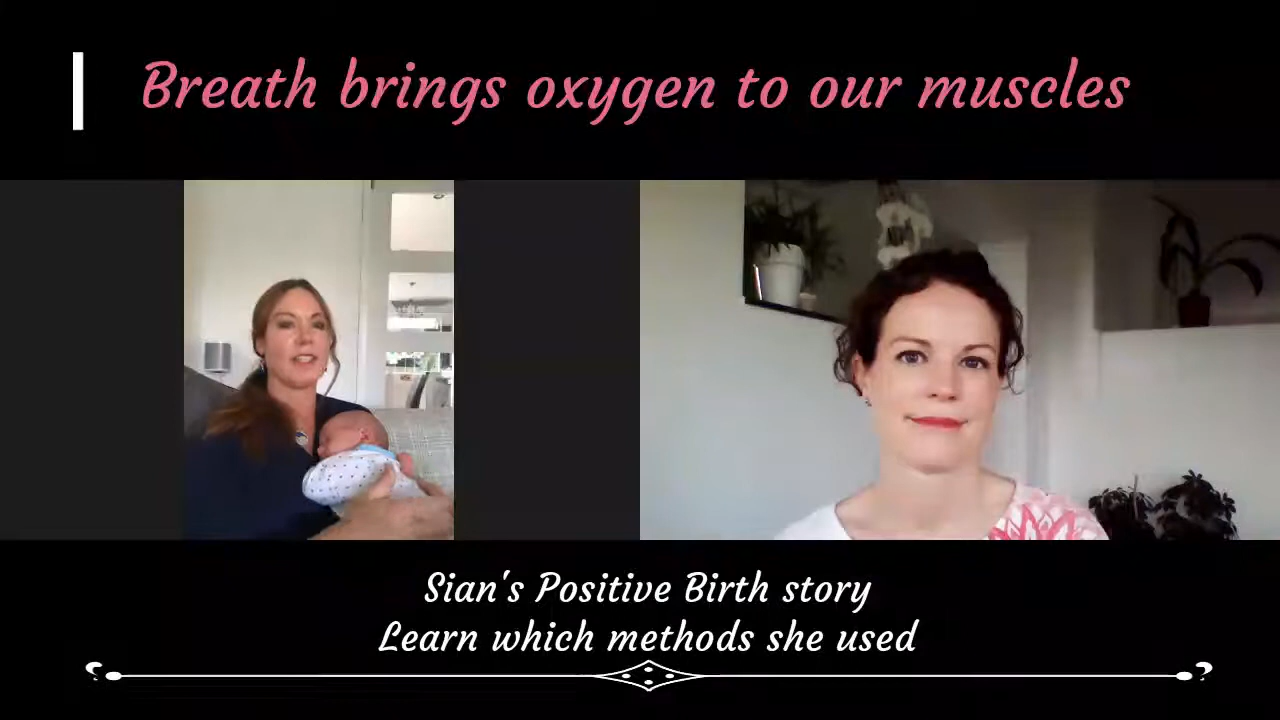 Breath brings oxygen to our muscles
Sian's Positive Birth story
Learn which methods she used